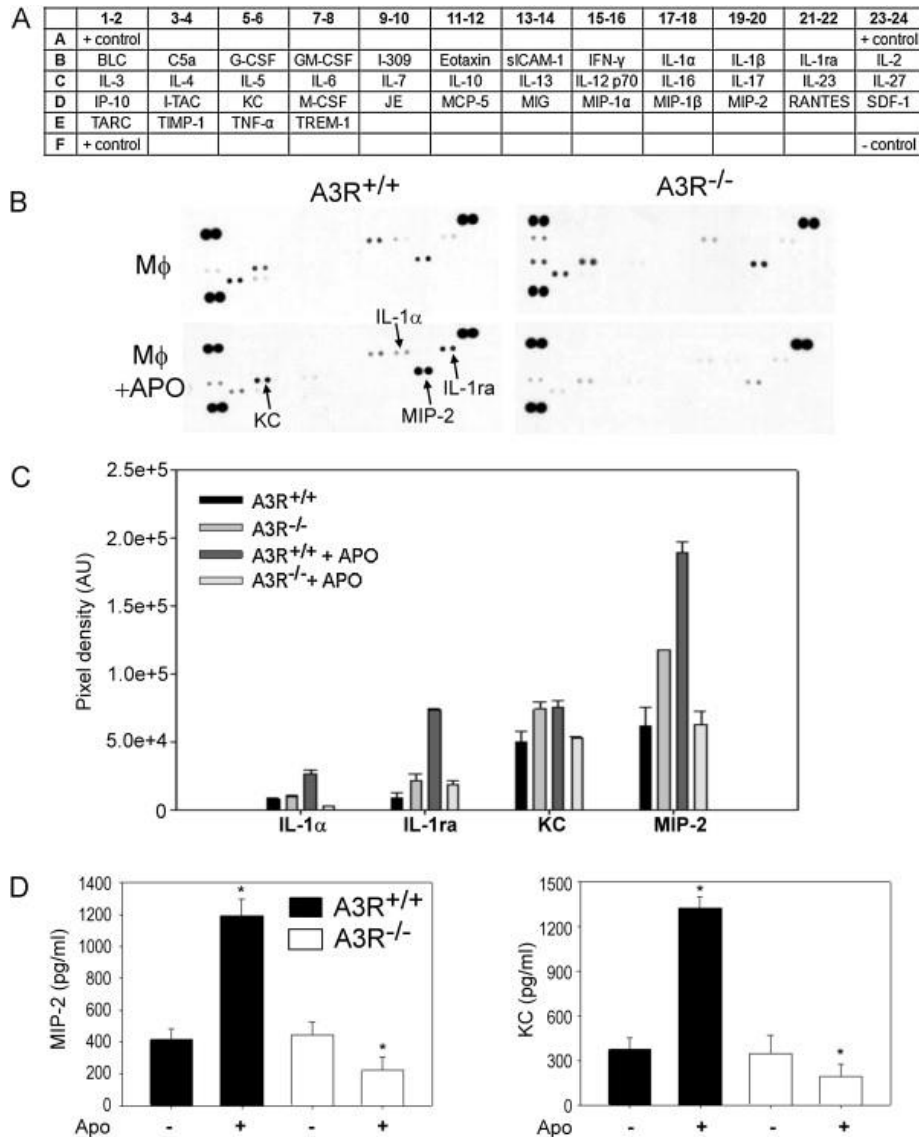 A
1-2 3-4 5-6 7-8 9-10 11-12 13-14 15-16 17-18 19-20 21-22 23-24
A + control + control
B BLC C5a G-CSF GM-CSF I-309 Eotaxin sICAM-1 IFN-γ IL-1α IL-1β IL-1ra IL-2
C IL-3 IL-4 IL-5 IL-6 IL-7 IL-10 IL-13 IL-12 p70 IL-16 IL-17 IL-23 IL-27
D IP-10 I-TAC KC M-CSF JE MCP-5 MIG MIP-1α MIP-1β MIP-2 RANTES SDF-1
E TARC TIMP-1 TNF-α TREM-1
F + control - control
B
A3R+/+ A3R-/-
Mϕ
Mϕ
+APO
IL-1α
IL-1ra
KC
MIP-2
C
Pixel density (AU)
2.5e+5
2.0e+5
1.5e+5
1.0e+5
5.0e+4
0
A3R+/+
A3R-/-
A3R+/+ + APO
A3R-/- + APO
IL-1α IL-1ra KC MIP-2
D
MIP-2 (pg/ml)
1400
1200
1000
800
600
400
200
0
* *
A3R+/+
A3R-/-
Apo - + - +
KC (pg/ml)
1500
1200
900
600
300
0
* *
Apo - + - +